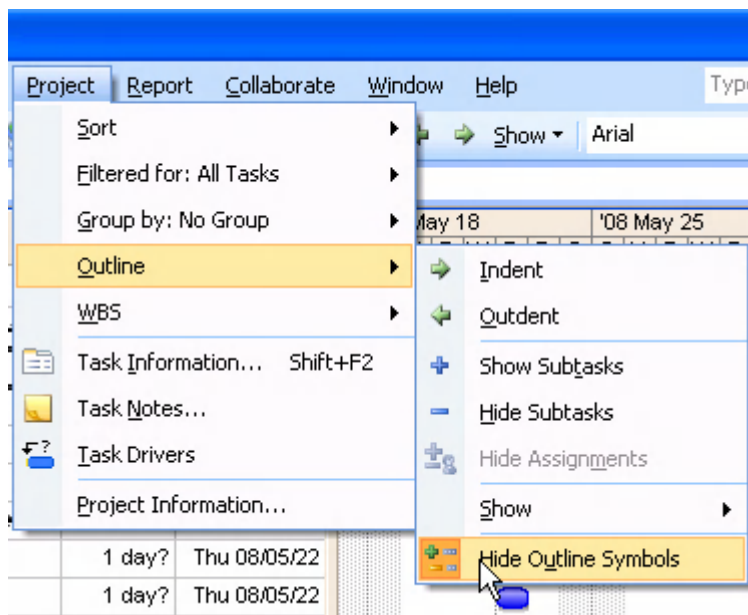 Project Report Collaborate Window Help Typ
Sort Show Arial
Filtered for: All Tasks
Group by: No Group May 18 '08 May 25
Outline Indent
WBS Outdent
Task Information... Shift+F2 Show Subtasks
Task Notes... Hide Subtasks
Task Drivers Hide Assignments
Project Information... Show
1 day? Thu 08/05/22 Hide Outline Symbols
1 day? Thu 08/05/22